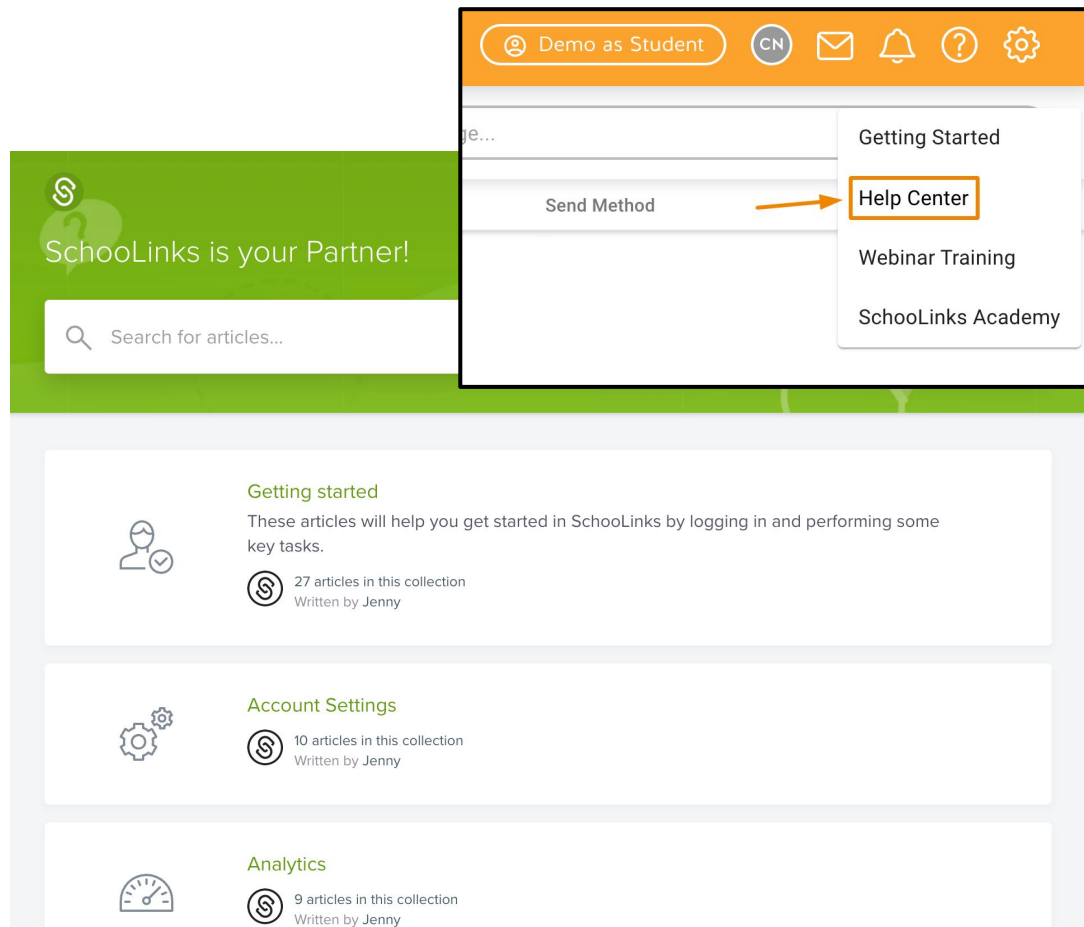 Demo as Student
CN
Getting Started
Send Method
Help Center
Webinar Training
SchooLinks Academy
SchooLinks is your Partner!
Search for articles...
Getting started
These articles will help you get started in SchooLinks by logging in and performing some
key tasks.
27 articles in this collection
Written by Jenny
Account Settings
10 articles in this collection
Written by Jenny
Analytics
9 articles in this collection
Written by Jenny